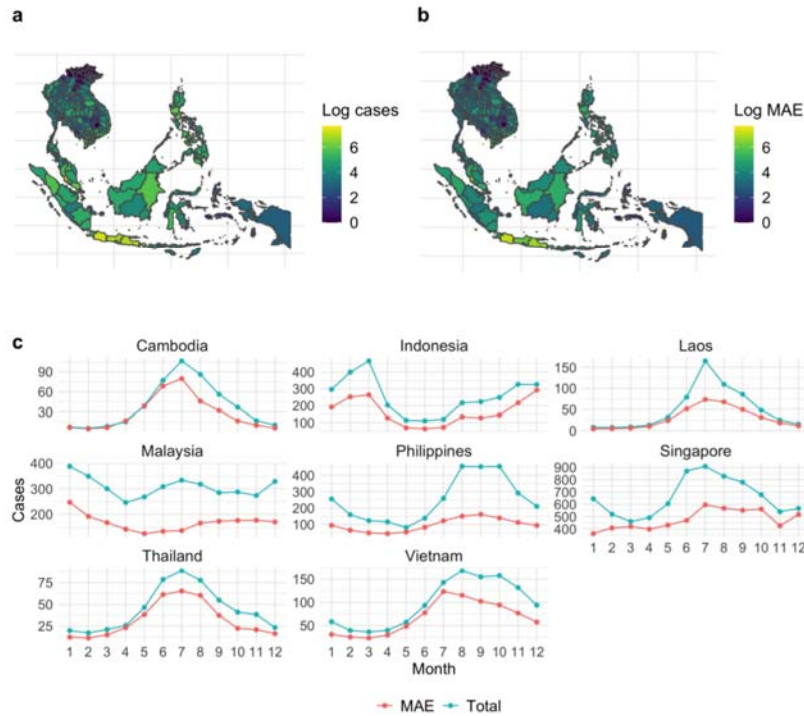 a
b
Log cases
6
4
2
0
Log MAE
6
4
2
0
c
Cambodia
Indonesia
Laos
90
60
30
400
300
200
100
150
100
50
0
Malaysia
Philippines
Singapore
Cases
400
300
200
400
300
200
100
900
800
700
600
500
400
1 2 3 4 5 6 7 8 9 10 11 12
Thailand
Vietnam
75
50
25
150
100
50
1 2 3 4 5 6 7 8 9 10 11 12
1 2 3 4 5 6 7 8 9 10 11 12
Month
MAE Total